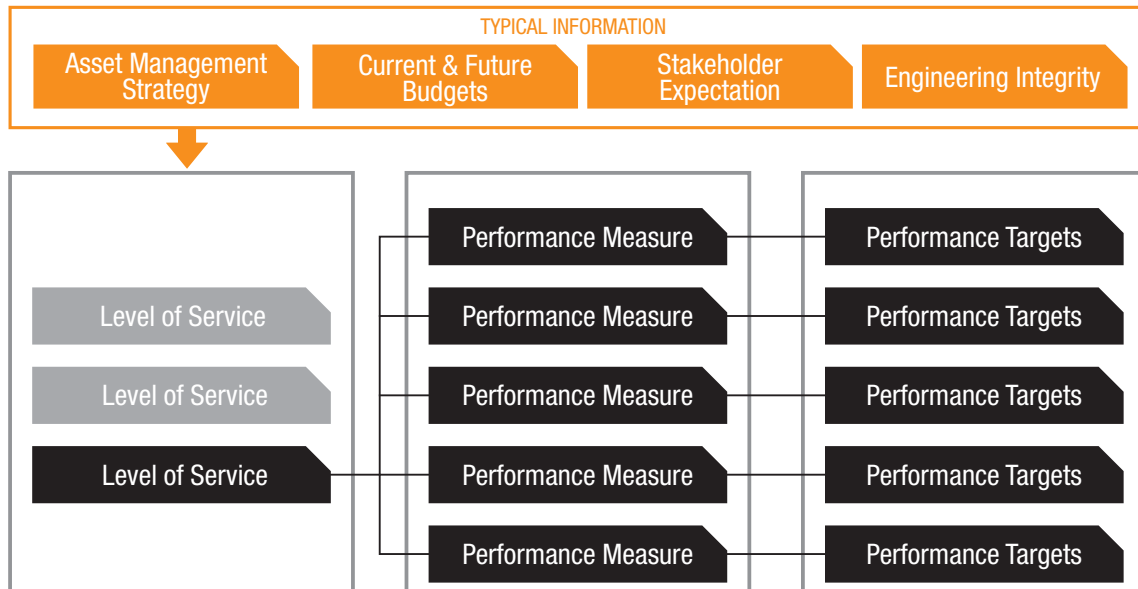 TYPICAL INFORMATION
Asset Management
Strategy
Current & Future
Budgets
Stakeholder
Expectation
Engineering Integrity
Level of Service
Level of Service
Level of Service
Performance Measure
Performance Measure
Performance Measure
Performance Measure
Performance Measure
Performance Targets
Performance Targets
Performance Targets
Performance Targets
Performance Targets